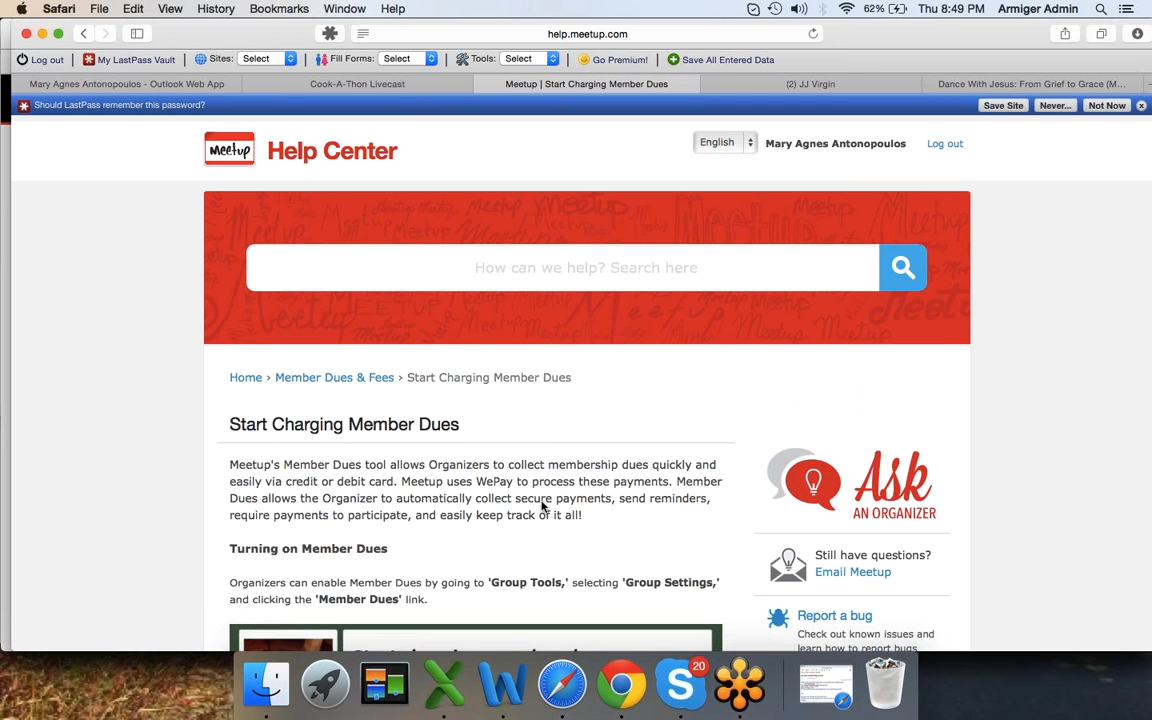 Safari File Edit View History Bookmarks Window Help 62% Thu 8:49 PM Armiger Admin
help.meetup.com
Log out My LastPass Vault Sites: Select Fill Forms: Select Tools: Select Go Premium! Save All Entered Data
Mary Agnes Antonopoulos - Outlook Web App Cook-A-Thon Livecast Meetup | Start Charging Member Dues (2) JJ Virgin Dance With Jesus: From Grief to Grace (M...
Should LastPass remember this password? Save Site Never... Not Now
Meetup Help Center English Mary Agnes Antonopoulos Log out
How can we help? Search here
Home › Member Dues & Fees › Start Charging Member Dues
Start Charging Member Dues
Meetup's Member Dues tool allows Organizers to collect membership dues quickly and
easily via credit or debit card. Meetup uses WePay to process these payments. Member
Dues allows the Organizer to automatically collect secure payments, send reminders,
require payments to participate, and easily keep track of it all!
Turning on Member Dues
Organizers can enable Member Dues by going to 'Group Tools,' selecting 'Group Settings,'
and clicking the 'Member Dues' link.
Ask
AN ORGANIZER
Still have questions?
Email Meetup
Report a bug
Check out known issues and
learn how to report bugs
20